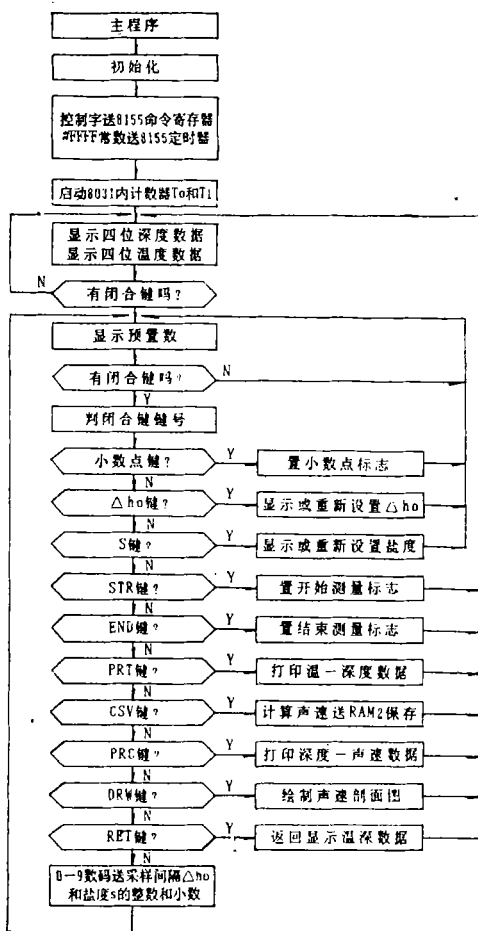 主程序
初始化
控制字送8155命令寄存器
#FFFF常数送8155定时器
启动8031内计数器To和T1
显示四位深度数据
显示四位温度数据
N
有闭合键吗?
显示预置数
有闭合键吗?
N
Y
判闭合键键号
小数点键?
Y
置小数点标志
N
△ho键?
Y
显示或重新设置△ho
N
S键?
Y
显示或重新设置盐度
N
STR键?
Y
置开始测量标志
N
END键?
Y
置结束测量标志
N
PRT键?
Y
打印温-深度数据
N
CSV键?
Y
计算声速送RAM2保存
N
PRC键?
Y
打印深度-声速数据
N
DRW键?
Y
绘制声速剖面图
N
RET键?
Y
返回显示温深数据
N
0-9数码送采样间隔△ho
和盐度s的整数和小数